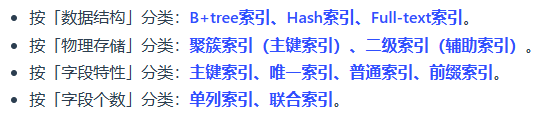 按「数据结构」分类：B+tree索引、Hash索引、Full-text索引。
按「物理存储」分类：聚簇索引（主键索引）、二级索引（辅助索引）。
按「字段特性」分类：主键索引、唯一索引、普通索引、前缀索引。
按「字段个数」分类：单列索引、联合索引。